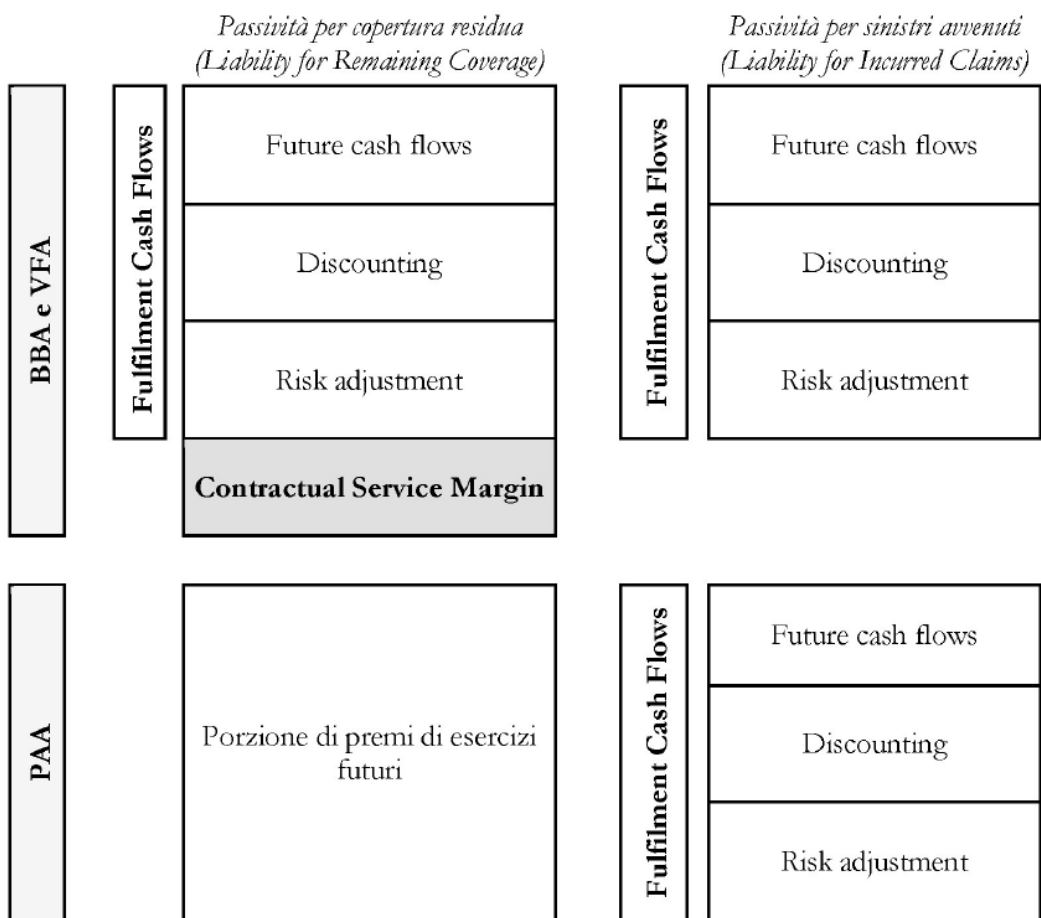 Passività per copertura residua
(Liability for Remaining Coverage)
Passività per sinistri avvenuti
(Liability for Incurred Claims)
BBA e VFA
Fulfilment Cash Flows
Future cash flows
Discounting
Risk adjustment
Contractual Service Margin
Fulfilment Cash Flows
Future cash flows
Discounting
Risk adjustment
PAA
Porzione di premi di esercizi
futuri
Fulfilment Cash Flows
Future cash flows
Discounting
Risk adjustment